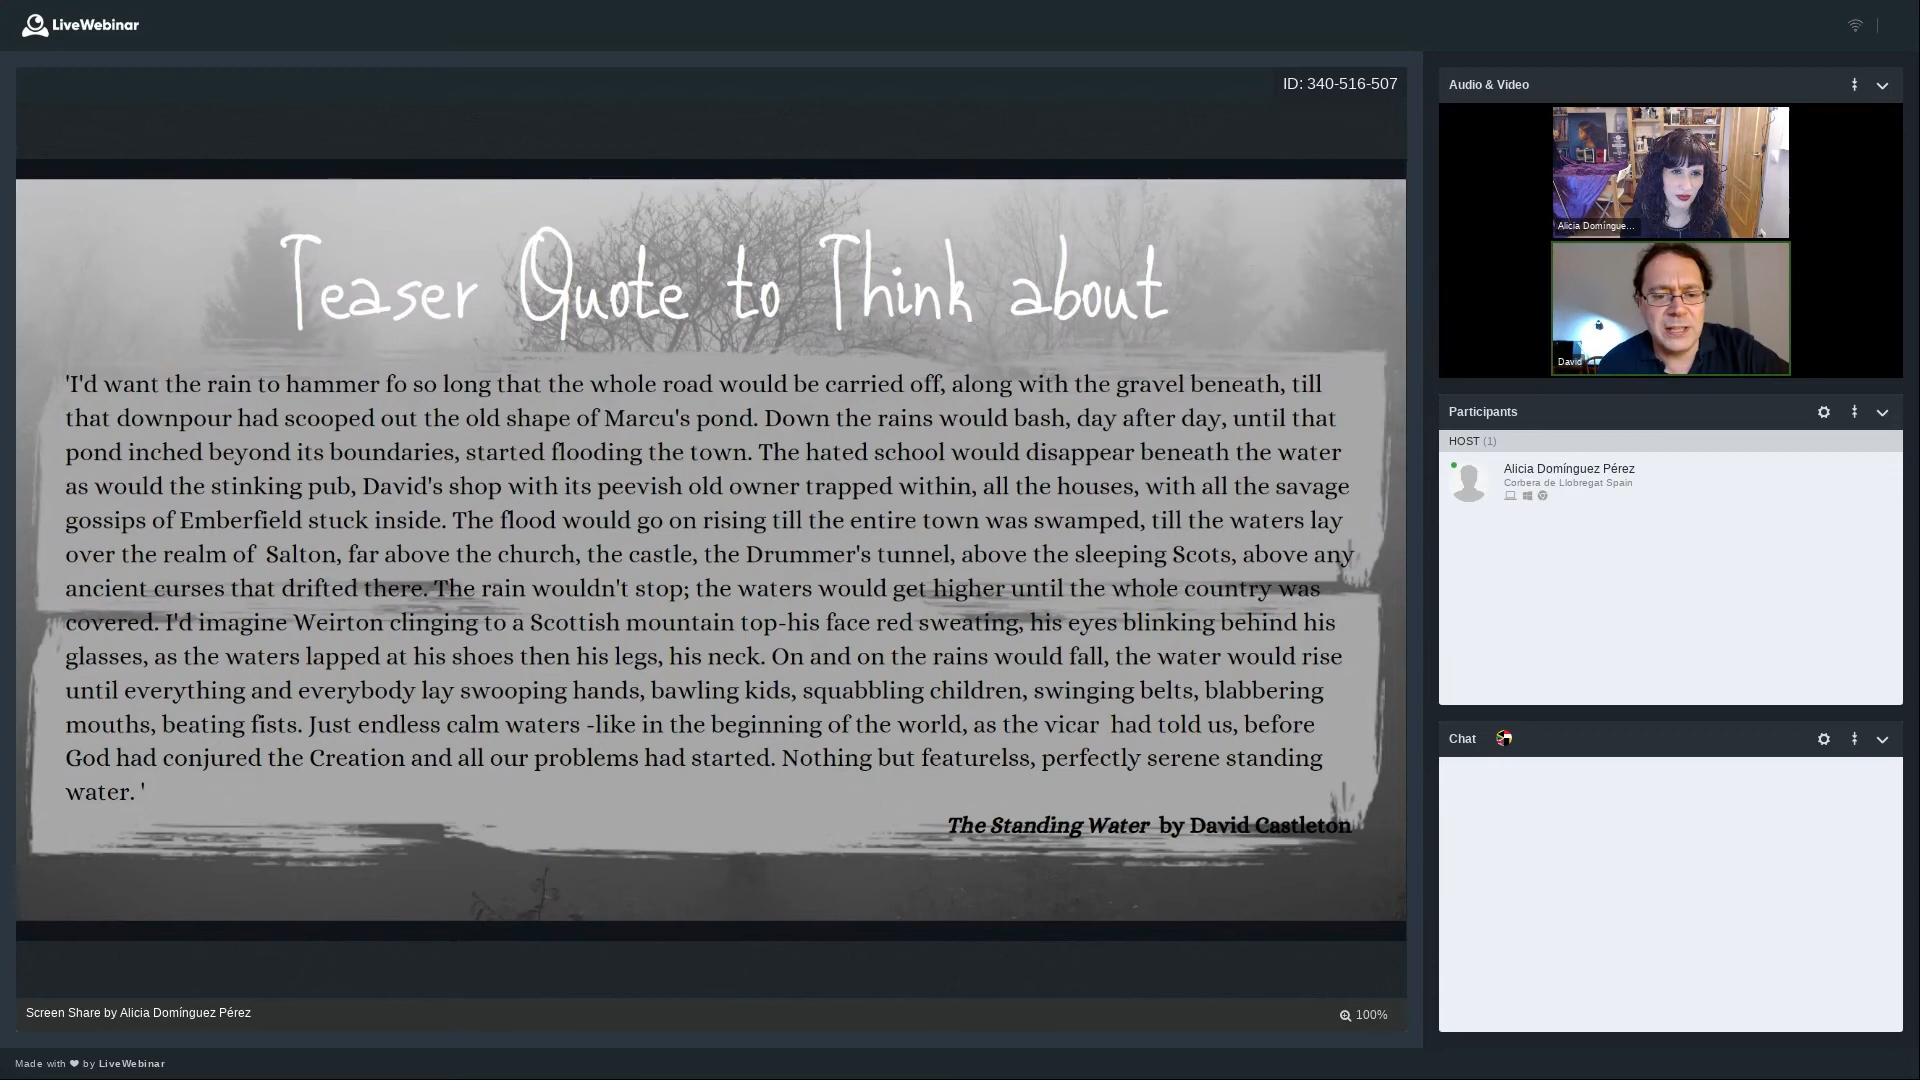 LiveWebinar
ID: 340-516-507
Teaser Quote to Think about
'I'd want the rain to hammer fo so long that the whole road would be carried off, along with the gravel beneath, till
that downpour had scooped out the old shape of Marcu's pond. Down the rains would bash, day after day, until that
pond inched beyond its boundaries, started flooding the town. The hated school would disappear beneath the water
as would the stinking pub, David's shop with its peevish old owner trapped within, all the houses, with all the savage
gossips of Emberfield stuck inside. The flood would go on rising till the entire town was swamped, till the waters lay
over the realm of  Salton, far above the church, the castle, the Drummer's tunnel, above the sleeping Scots, above any
ancient curses that drifted there. The rain wouldn't stop; the waters would get higher until the whole country was
covered. I'd imagine Weirton clinging to a Scottish mountain top-his face red sweating, his eyes blinking behind his
glasses, as the waters lapped at his shoes then his legs, his neck. On and on the rains would fall, the water would rise
until everything and everybody lay swooping hands, bawling kids, squabbling children, swinging belts, blabbering
mouths, beating fists. Just endless calm waters -like in the beginning of the world, as the vicar  had told us, before
God had conjured the Creation and all our problems had started. Nothing but featurelss, perfectly serene standing
water. '
The Standing Water  by David Castleton
Screen Share by Alicia Domínguez Pérez
100%
Made with ❤ by LiveWebinar
Audio & Video
Alicia Domíngue...
David
Participants
HOST (1)
Alicia Domínguez Pérez
Corbera de Llobregat Spain
Chat